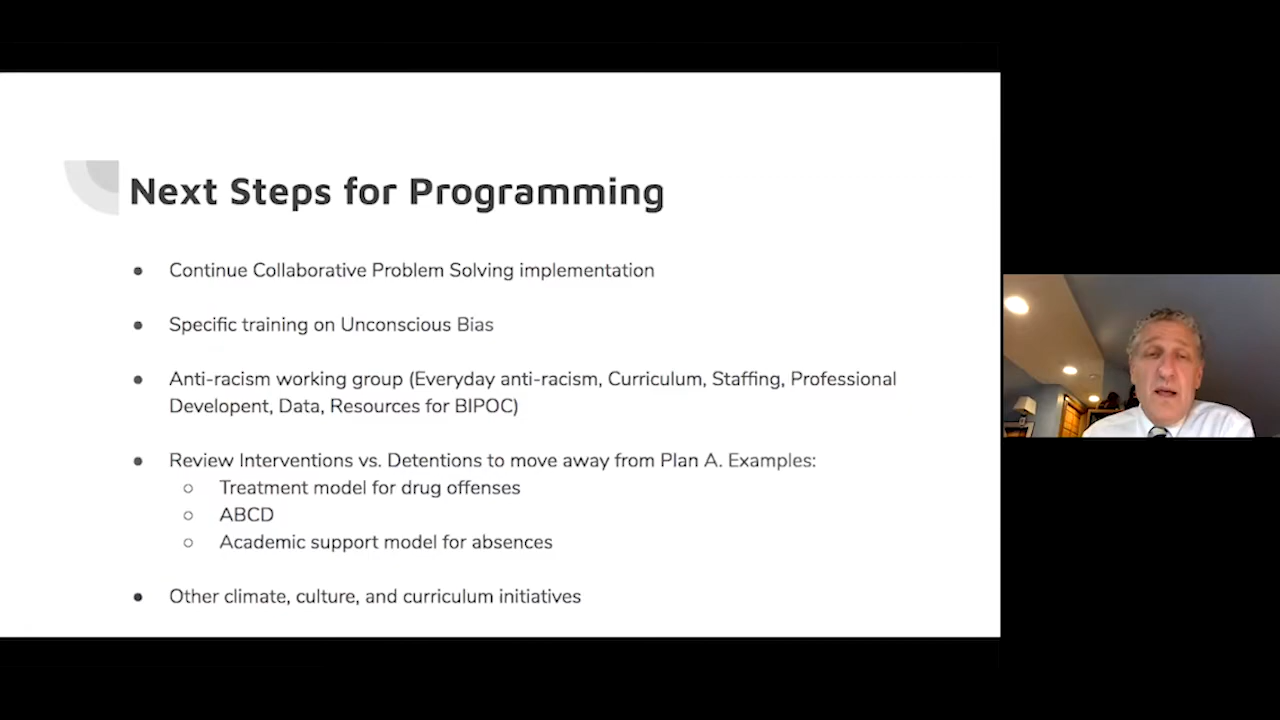 Next Steps for Programming
● Continue Collaborative Problem Solving implementation
● Specific training on Unconscious Bias
● Anti-racism working group (Everyday anti-racism, Curriculum, Staffing, Professional
Developent, Data, Resources for BIPOC)
● Review Interventions vs. Detentions to move away from Plan A. Examples:
○ Treatment model for drug offenses
○ ABCD
○ Academic support model for absences
● Other climate, culture, and curriculum initiatives